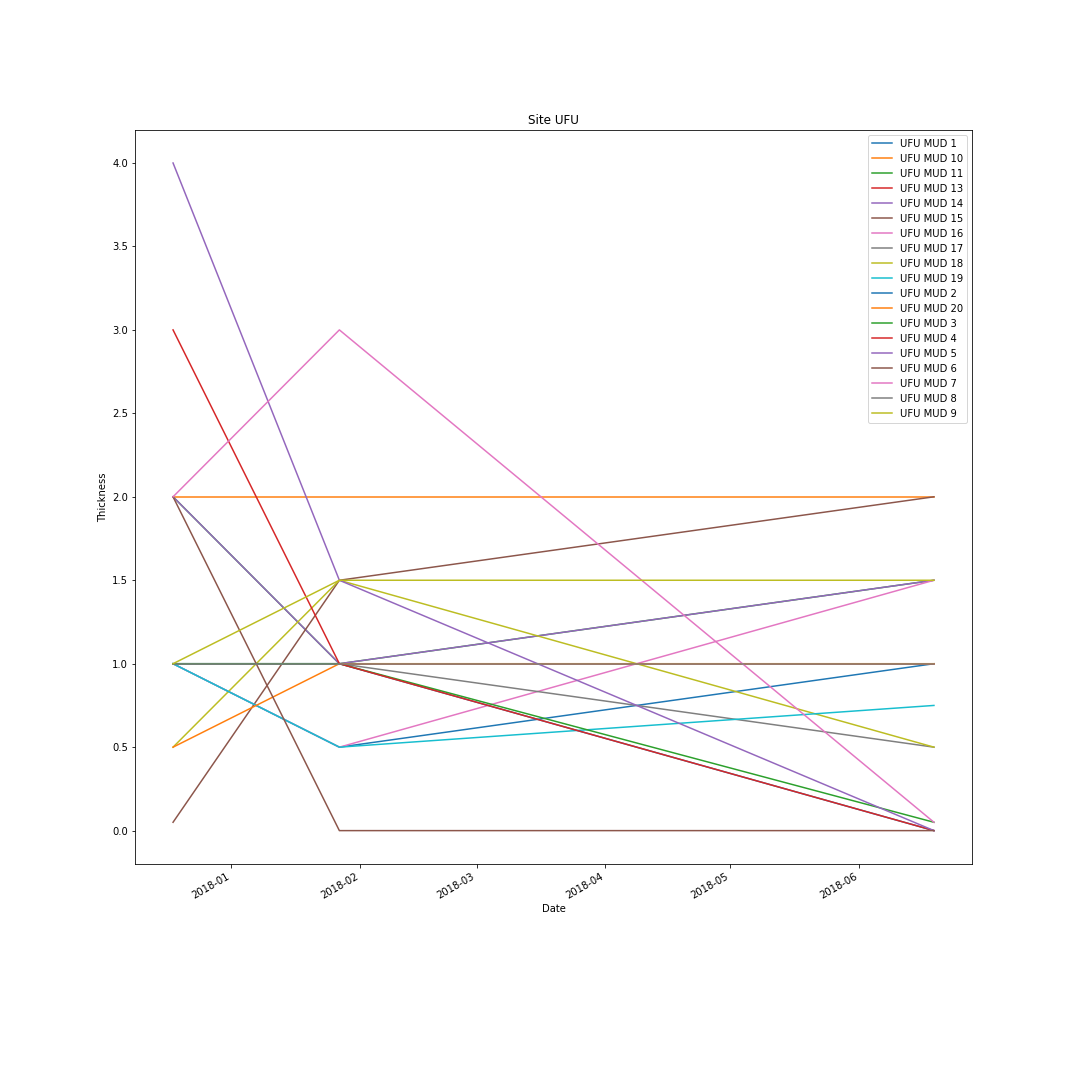 Site UFU
4.0
3.5
3.0
2.5
2.0
1.5
1.0
0.5
0.0
Thickness
2018-01
2018-02
2018-03
2018-04
2018-05
2018-06
Date
UFU MUD 1
UFU MUD 10
UFU MUD 11
UFU MUD 13
UFU MUD 14
UFU MUD 15
UFU MUD 16
UFU MUD 17
UFU MUD 18
UFU MUD 19
UFU MUD 2
UFU MUD 20
UFU MUD 3
UFU MUD 4
UFU MUD 5
UFU MUD 6
UFU MUD 7
UFU MUD 8
UFU MUD 9